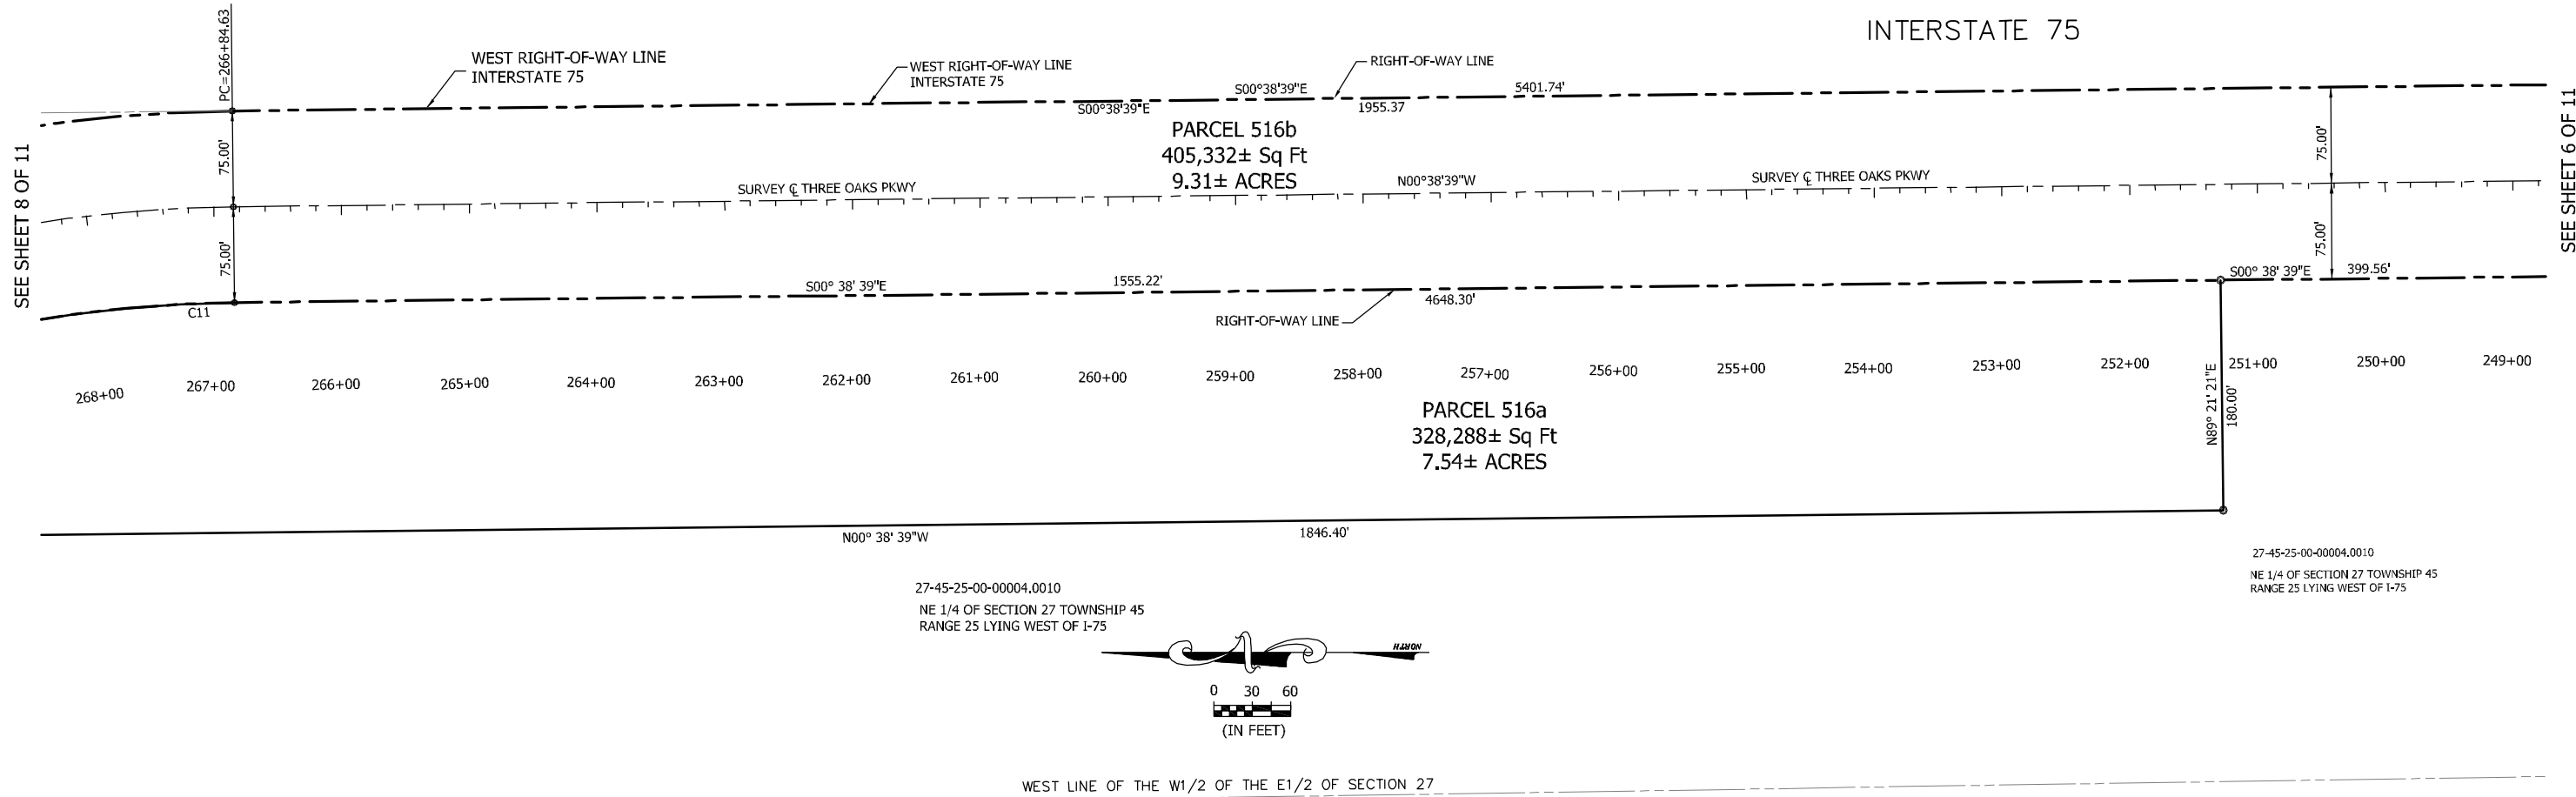 INTERSTATE 75
PC=266+84.63
WEST RIGHT-OF-WAY LINE
INTERSTATE 75
WEST RIGHT-OF-WAY LINE
INTERSTATE 75
RIGHT-OF-WAY LINE
S00°38'39"E
5401.74'
S00°38'39"E
1955.37
SEE SHEET 8 OF 11
SEE SHEET 6 OF 11
PARCEL 516b
405,332± Sq Ft
9.31± ACRES
75.00'
75.00'
SURVEY ℄ THREE OAKS PKWY
N00°38'39"W
SURVEY ℄ THREE OAKS PKWY
75.00'
75.00'
S00° 38' 39"E
1555.22'
S00° 38' 39"E
399.56'
C11
4648.30'
RIGHT-OF-WAY LINE
268+00
267+00
266+00
265+00
264+00
263+00
262+00
261+00
260+00
259+00
258+00
257+00
256+00
255+00
254+00
253+00
252+00
251+00
250+00
249+00
N89° 21' 21"E
180.00'
PARCEL 516a
328,288± Sq Ft
7.54± ACRES
N00° 38' 39"W
1846.40'
27-45-25-00-00004.0010
NE 1/4 OF SECTION 27 TOWNSHIP 45
RANGE 25 LYING WEST OF I-75
27-45-25-00-00004.0010
NE 1/4 OF SECTION 27 TOWNSHIP 45
RANGE 25 LYING WEST OF I-75
NORTH
0 30 60
(IN FEET)
WEST LINE OF THE W1/2 OF THE E1/2 OF SECTION 27